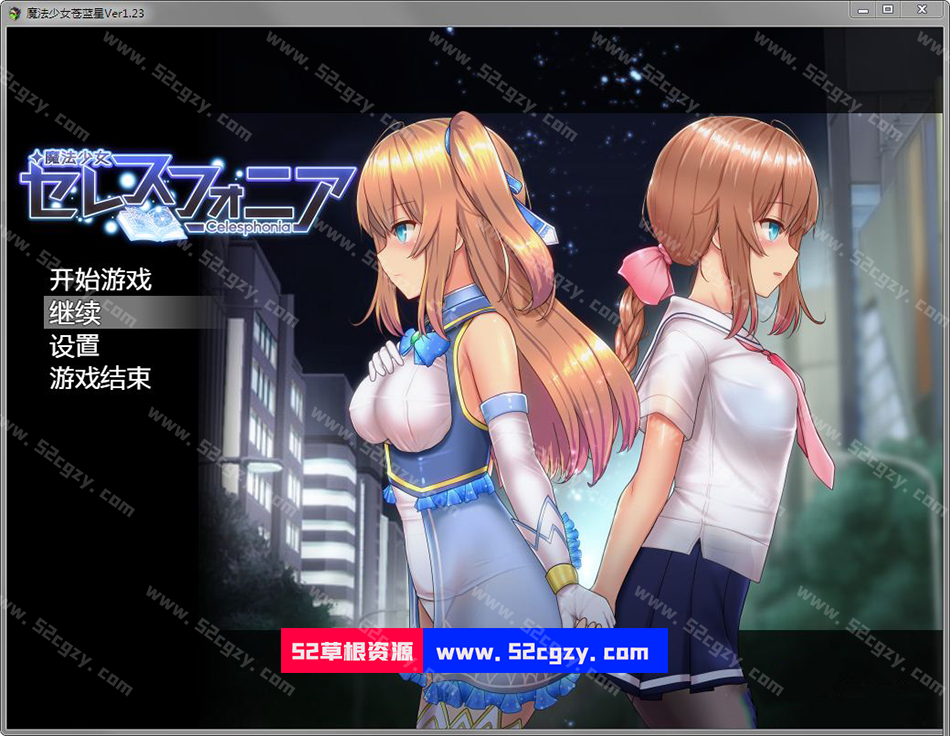 魔法少女苍蓝星Ver1.23
魔法少女
セレスフォニア
Celesphonia
开始游戏
继续
设置
游戏结束
52草根资源 www.52cgzy.com
www.52cgzy.com